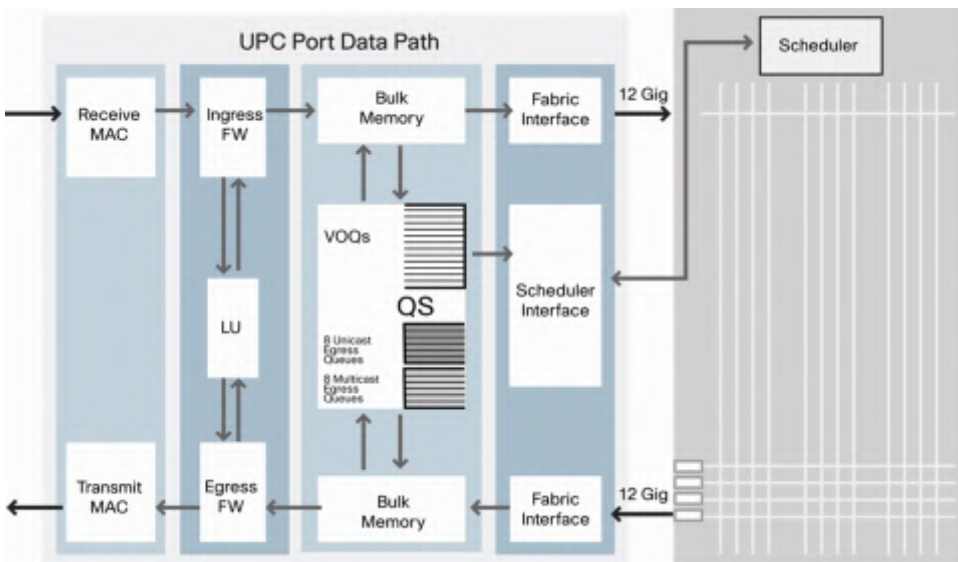 UPC Port Data Path
Scheduler
Receive
MAC
Ingress
FW
Bulk
Memory
Fabric
Interface
12 Gig
VOQs
LU
QS
Scheduler
Interface
8 Unicast
Egress
Queues
8 Multicast
Egress
Queues
Transmit
MAC
Egress
FW
Bulk
Memory
Fabric
Interface
12 Gig